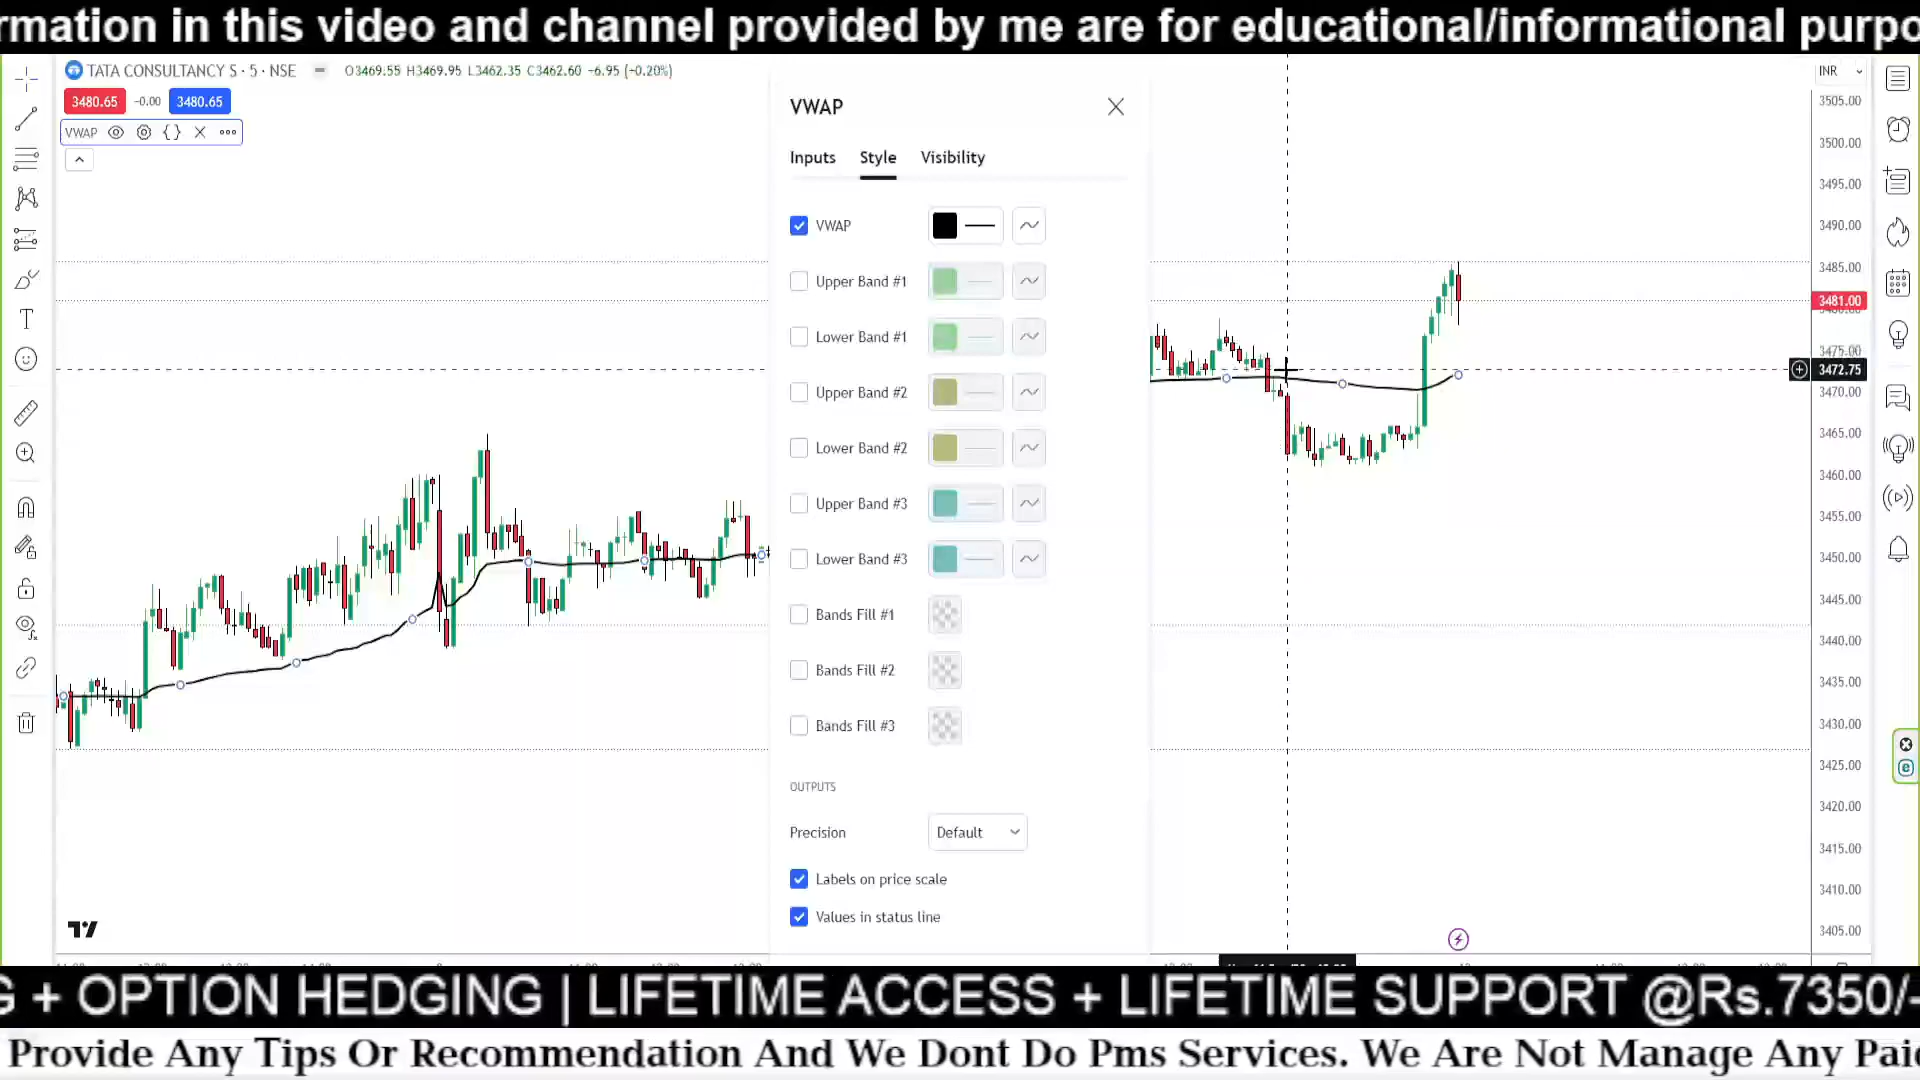 rmation in this video and channel provided by me are for educational/informational purpo
TATA CONSULTANCY S · 5 · NSE O3469.55 H3469.95 L3462.35 C3462.60 -6.95 (-0.20%)
INR
3480.65 -0.00 3480.65
VWAP
VWAP
Inputs Style Visibility
VWAP
Upper Band #1
Lower Band #1
Upper Band #2
Lower Band #2
Upper Band #3
Lower Band #3
Bands Fill #1
Bands Fill #2
Bands Fill #3
OUTPUTS
Precision Default
Labels on price scale
Values in status line
3505.00
3500.00
3495.00
3490.00
3485.00
3481.00
3475.00
3472.75
3470.00
3465.00
3460.00
3455.00
3450.00
3445.00
3440.00
3435.00
3430.00
3425.00
3420.00
3415.00
3410.00
3405.00
G + OPTION HEDGING | LIFETIME ACCESS + LIFETIME SUPPORT @Rs.7350/-
Provide Any Tips Or Recommendation And We Dont Do Pms Services. We Are Not Manage Any Paid